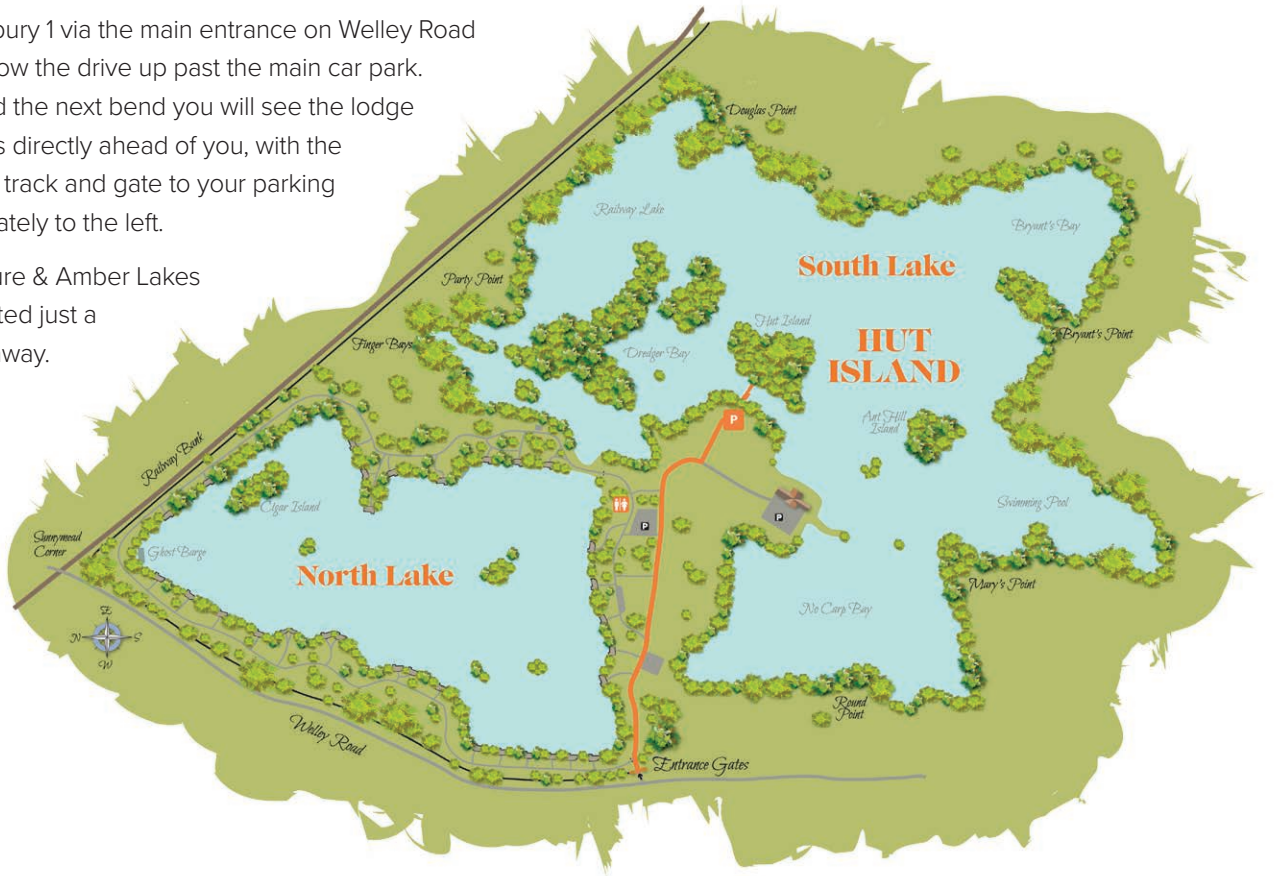 bury 1 via the main entrance on Welley Road
ow the drive up past the main car park.
d the next bend you will see the lodge
s directly ahead of you, with the
track and gate to your parking
ately to the left.
ure & Amber Lakes
ted just a
way.
Douglas Point
Railway Lake
Bryant's Bay
South Lake
Party Point
Hut Island
Bryant's Point
Finger Bays
Dredger Bay
HUT
ISLAND
P
Ant Hill
Island
Railway Bank
Cigar Island
Swimming Pool
P
P
Sunnymead
Corner
Ghost Barge
North Lake
Mary's Point
No Carp Bay
E
N
S
W
Round
Point
Welley Road
Entrance Gates